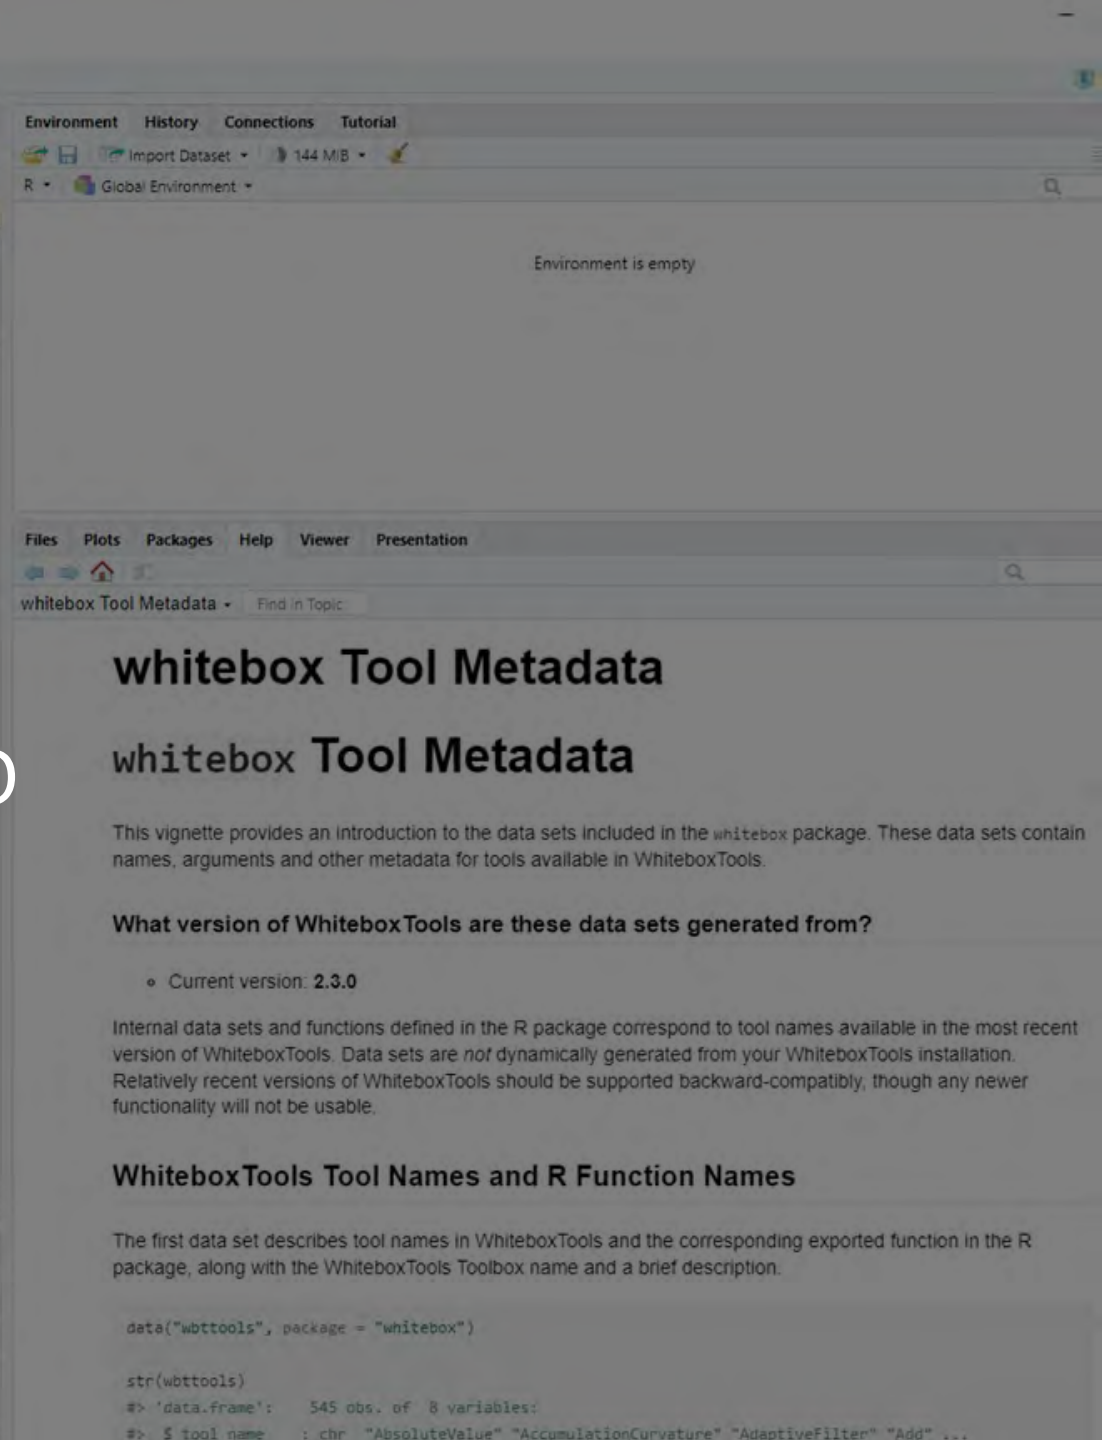 Environment History Connections Tutorial
Import Dataset 144 MiB
R Global Environment
Environment is empty
Files Plots Packages Help Viewer Presentation
whitebox Tool Metadata Find in Topic
whitebox Tool Metadata
whitebox Tool Metadata
This vignette provides an introduction to the data sets included in the whitebox package. These data sets contain
names, arguments and other metadata for tools available in WhiteboxTools.
What version of WhiteboxTools are these data sets generated from?
Current version: 2.3.0
Internal data sets and functions defined in the R package correspond to tool names available in the most recent
version of WhiteboxTools. Data sets are not dynamically generated from your WhiteboxTools installation.
Relatively recent versions of WhiteboxTools should be supported backward-compatibly, though any newer
functionality will not be usable.
WhiteboxTools Tool Names and R Function Names
The first data set describes tool names in WhiteboxTools and the corresponding exported function in the R
package, along with the WhiteboxTools Toolbox name and a brief description.
data("wbttools", package = "whitebox")
str(wbttools)
#> 'data.frame': 545 obs. of 8 variables:
#> $ tool_name : chr "AbsoluteValue" "AccumulationCurvature" "AdaptiveFilter" "Add" ...